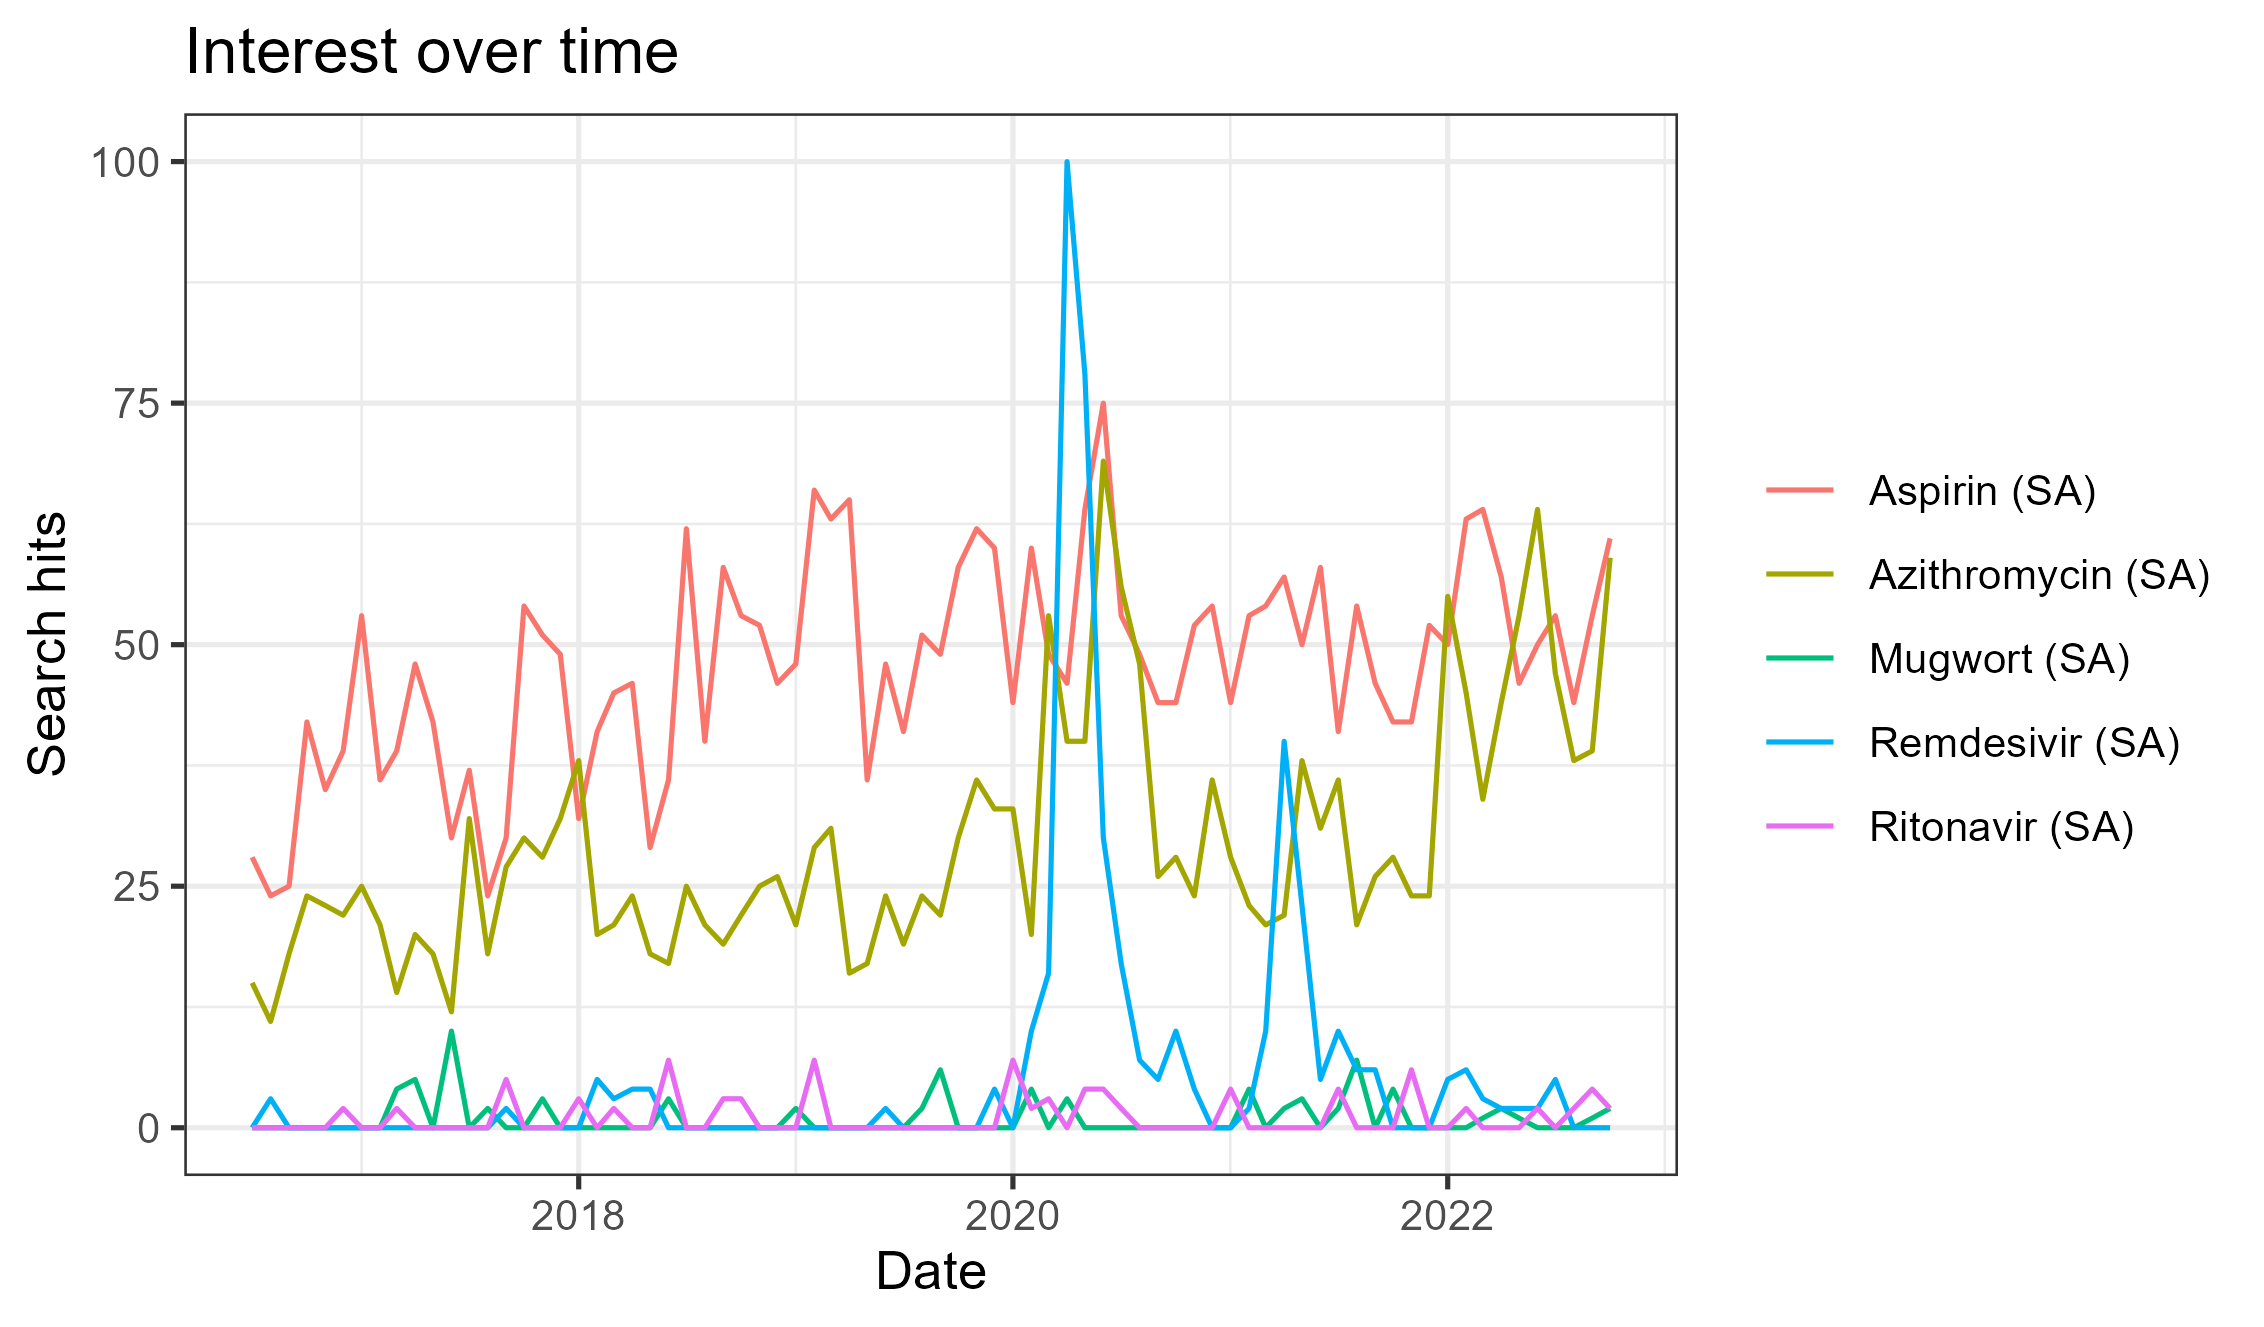 Interest over time
100
75
50
25
0
Search hits
2018
2020
2022
Date
Aspirin (SA)
Azithromycin (SA)
Mugwort (SA)
Remdesivir (SA)
Ritonavir (SA)